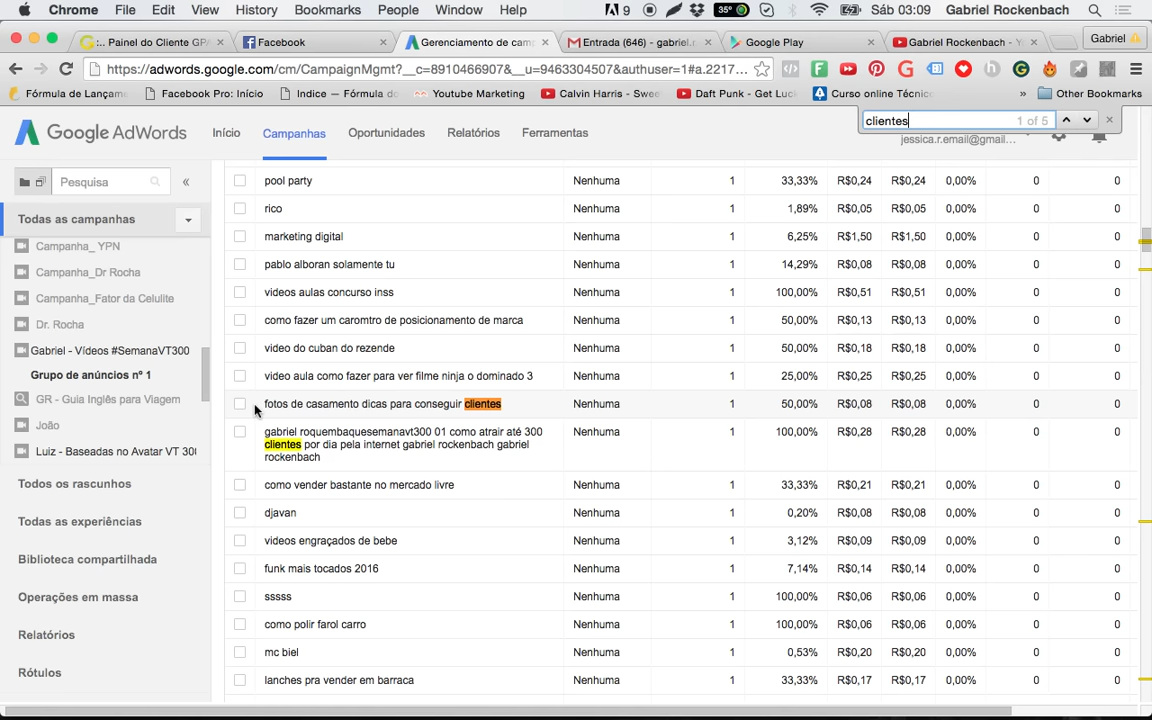 Chrome File Edit View History Bookmarks People Window Help 9 35° Sáb 03:09 Gabriel Rockenbach
:.. Painel do Cliente GP Facebook Gerenciamento de cam Entrada (646) - gabriel.r Google Play Gabriel Rockenbach - Y Gabriel
https://adwords.google.com/cm/CampaignMgmt?__c=8910466907&__u=9463304507&authuser=1#a.2217...
Fórmula de Lançame Facebook Pro: Início Indice – Fórmula do Youtube Marketing Calvin Harris - Swee Daft Punk - Get Luc Curso online Técnic » Other Bookmarks
clientes 1 of 5
Google AdWords Início Campanhas Oportunidades Relatórios Ferramentas jessica.r.email@gmail...
Pesquisa «
Todas as campanhas
Campanha_ YPN
Campanha_Dr Rocha
Campanha_Fator da Celulite
Dr. Rocha
Gabriel - Vídeos #SemanaVT300
Grupo de anúncios nº 1
GR - Guia Inglês para Viagem
João
Luiz - Baseadas no Avatar VT 300
Todos os rascunhos
Todas as experiências
Biblioteca compartilhada
Operações em massa
Relatórios
Rótulos
pool party Nenhuma 1 33,33% R$0,24 R$0,24 0,00% 0 0
rico Nenhuma 1 1,89% R$0,05 R$0,05 0,00% 0 0
marketing digital Nenhuma 1 6,25% R$1,50 R$1,50 0,00% 0 0
pablo alboran solamente tu Nenhuma 1 14,29% R$0,08 R$0,08 0,00% 0 0
videos aulas concurso inss Nenhuma 1 100,00% R$0,51 R$0,51 0,00% 0 0
como fazer um caromtro de posicionamento de marca Nenhuma 1 50,00% R$0,13 R$0,13 0,00% 0 0
video do cuban do rezende Nenhuma 1 50,00% R$0,18 R$0,18 0,00% 0 0
video aula como fazer para ver filme ninja o dominado 3 Nenhuma 1 25,00% R$0,25 R$0,25 0,00% 0 0
fotos de casamento dicas para conseguir clientes Nenhuma 1 50,00% R$0,08 R$0,08 0,00% 0 0
gabriel roquembaquesemanavt300 01 como atrair até 300 Nenhuma 1 100,00% R$0,28 R$0,28 0,00% 0 0
clientes por dia pela internet gabriel rockenbach gabriel
rockenbach
como vender bastante no mercado livre Nenhuma 1 33,33% R$0,21 R$0,21 0,00% 0 0
djavan Nenhuma 1 0,20% R$0,08 R$0,08 0,00% 0 0
videos engraçados de bebe Nenhuma 1 3,12% R$0,09 R$0,09 0,00% 0 0
funk mais tocados 2016 Nenhuma 1 7,14% R$0,14 R$0,14 0,00% 0 0
sssss Nenhuma 1 100,00% R$0,06 R$0,06 0,00% 0 0
como polir farol carro Nenhuma 1 100,00% R$0,06 R$0,06 0,00% 0 0
mc biel Nenhuma 1 0,53% R$0,20 R$0,20 0,00% 0 0
lanches pra vender em barraca Nenhuma 1 33,33% R$0,17 R$0,17 0,00% 0 0